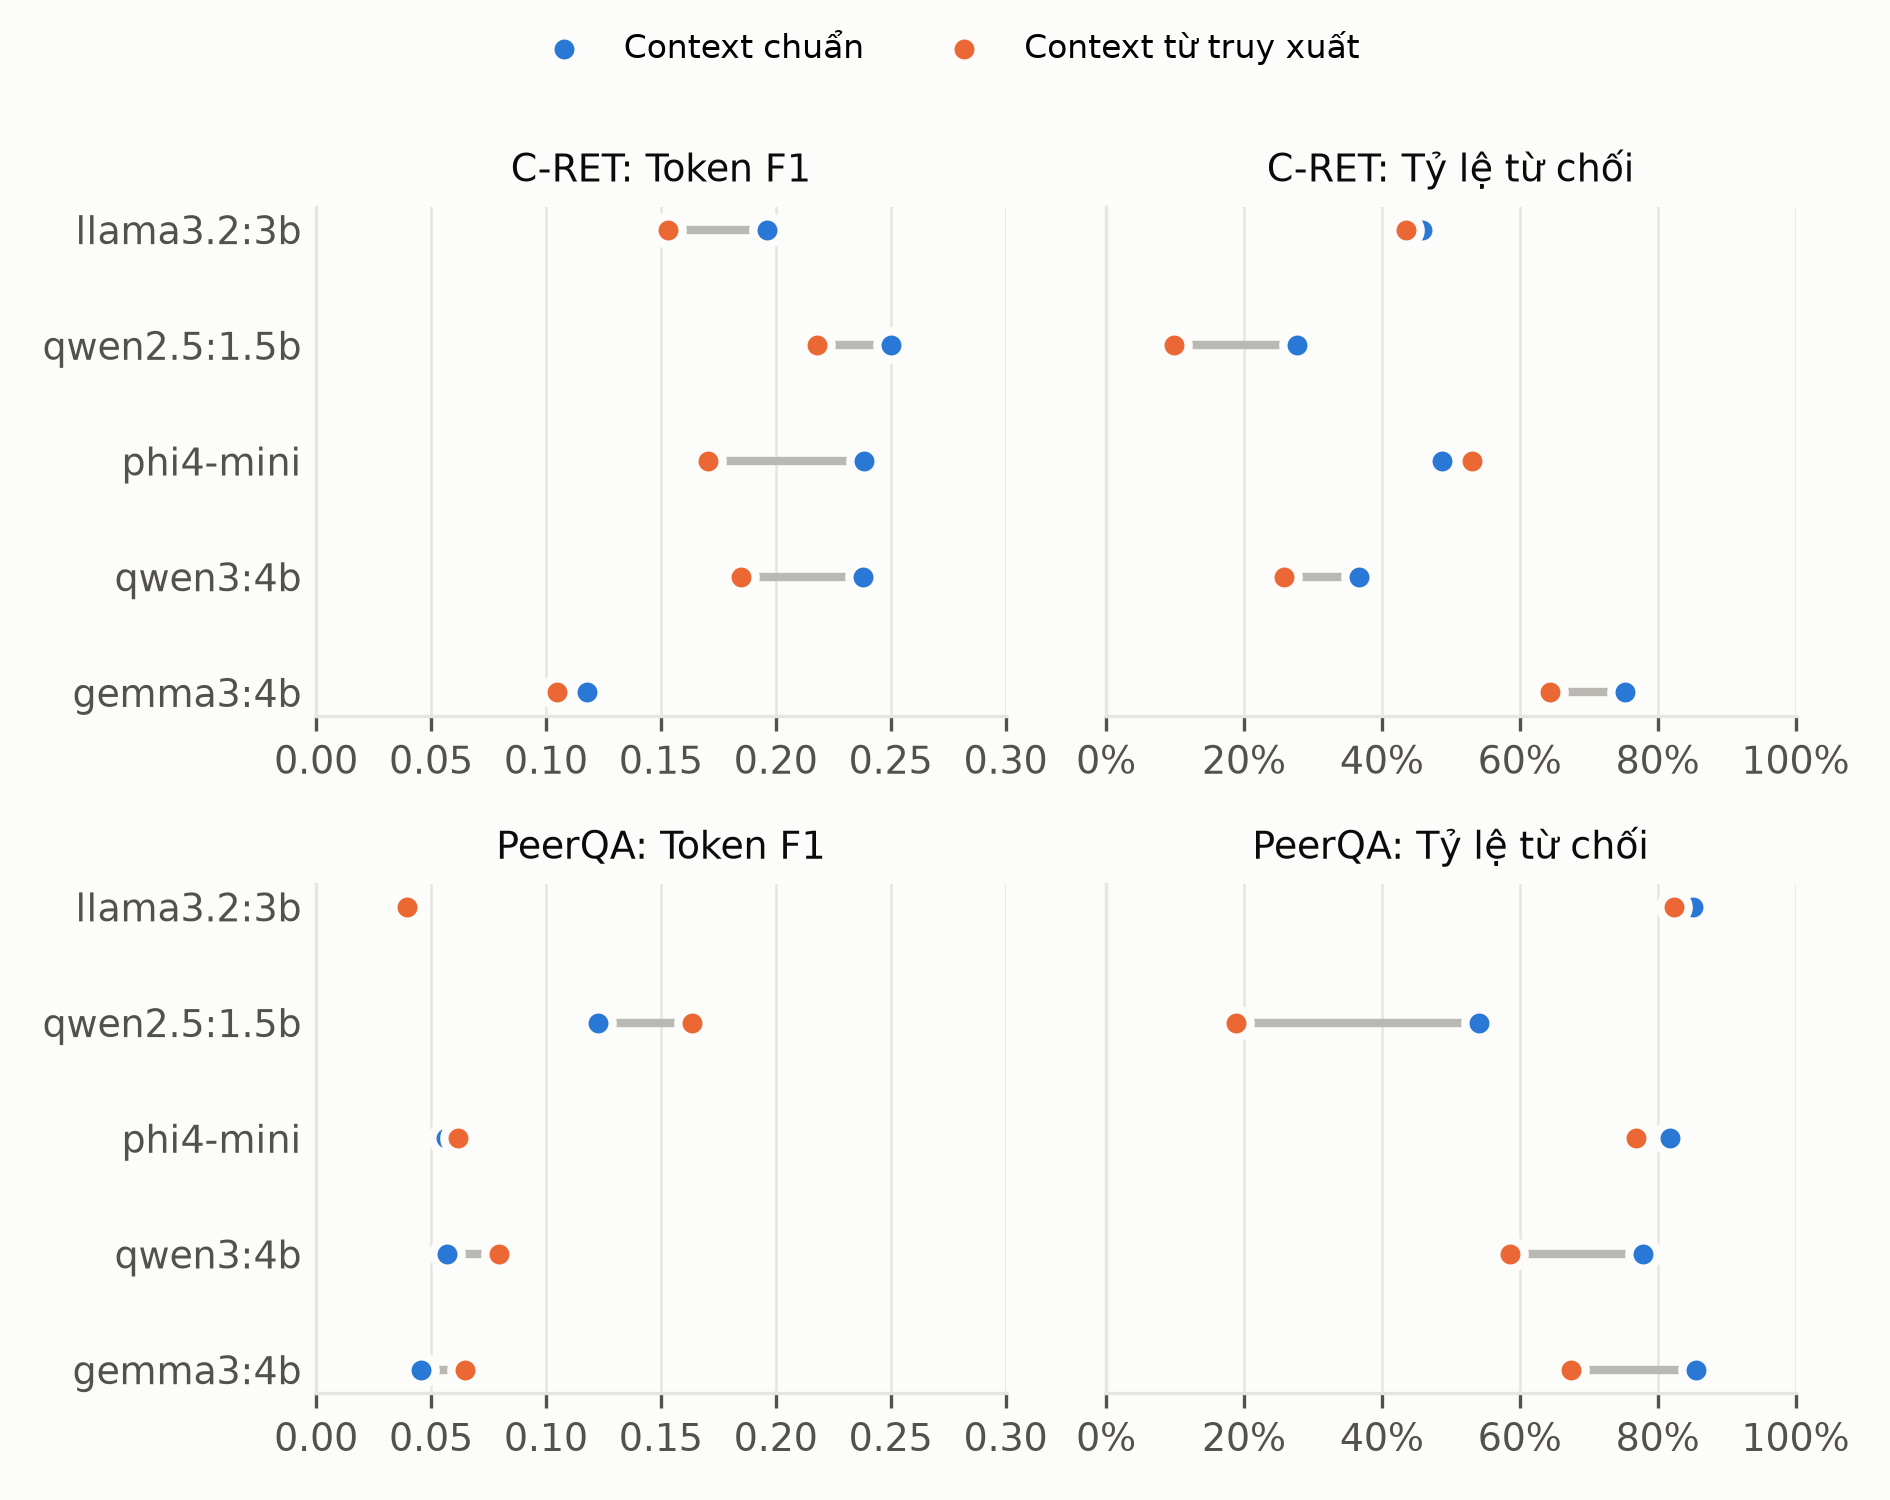 Context chuẩn Context từ truy xuất
C-RET: Token F1
llama3.2:3b
qwen2.5:1.5b
phi4-mini
qwen3:4b
gemma3:4b
0.00 0.05 0.10 0.15 0.20 0.25 0.30
C-RET: Tỷ lệ từ chối
0% 20% 40% 60% 80% 100%
PeerQA: Token F1
llama3.2:3b
qwen2.5:1.5b
phi4-mini
qwen3:4b
gemma3:4b
0.00 0.05 0.10 0.15 0.20 0.25 0.30
PeerQA: Tỷ lệ từ chối
0% 20% 40% 60% 80% 100%